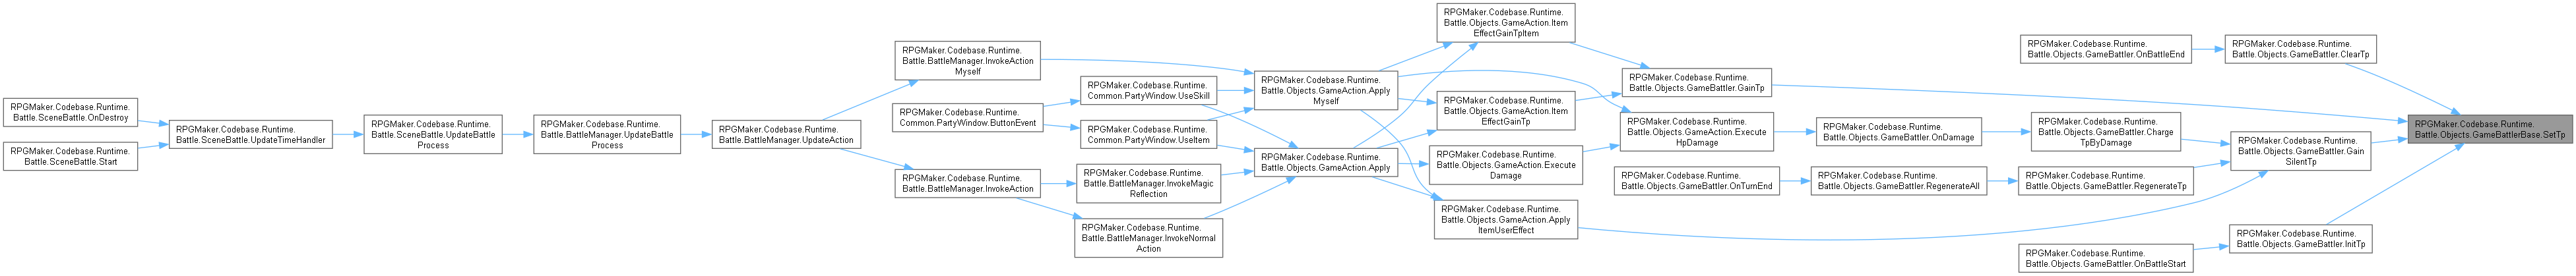 RPGMaker.Codebase.Runtime.
Battle.SceneBattle.OnDestroy
RPGMaker.Codebase.Runtime.
Battle.SceneBattle.Start
RPGMaker.Codebase.Runtime.
Battle.SceneBattle.UpdateTimeHandler
RPGMaker.Codebase.Runtime.
Battle.SceneBattle.UpdateBattle
Process
RPGMaker.Codebase.Runtime.
Battle.BattleManager.UpdateBattle
Process
RPGMaker.Codebase.Runtime.
Battle.BattleManager.UpdateAction
RPGMaker.Codebase.Runtime.
Battle.BattleManager.InvokeAction
Myself
RPGMaker.Codebase.Runtime.
Common.PartyWindow.ButtonEvent
RPGMaker.Codebase.Runtime.
Battle.BattleManager.InvokeAction
RPGMaker.Codebase.Runtime.
Common.PartyWindow.UseSkill
RPGMaker.Codebase.Runtime.
Common.PartyWindow.UseItem
RPGMaker.Codebase.Runtime.
Battle.BattleManager.InvokeMagic
Reflection
RPGMaker.Codebase.Runtime.
Battle.BattleManager.InvokeNormal
Action
RPGMaker.Codebase.Runtime.
Battle.Objects.GameAction.Apply
Myself
RPGMaker.Codebase.Runtime.
Battle.Objects.GameAction.Apply
RPGMaker.Codebase.Runtime.
Battle.Objects.GameAction.Item
EffectGainTpItem
RPGMaker.Codebase.Runtime.
Battle.Objects.GameAction.Item
EffectGainTp
RPGMaker.Codebase.Runtime.
Battle.Objects.GameAction.Execute
Damage
RPGMaker.Codebase.Runtime.
Battle.Objects.GameAction.Apply
ItemUserEffect
RPGMaker.Codebase.Runtime.
Battle.Objects.GameBattler.GainTp
RPGMaker.Codebase.Runtime.
Battle.Objects.GameAction.Execute
HpDamage
RPGMaker.Codebase.Runtime.
Battle.Objects.GameBattler.OnTurnEnd
RPGMaker.Codebase.Runtime.
Battle.Objects.GameBattler.OnDamage
RPGMaker.Codebase.Runtime.
Battle.Objects.GameBattler.RegenerateAll
RPGMaker.Codebase.Runtime.
Battle.Objects.GameBattler.OnBattleEnd
RPGMaker.Codebase.Runtime.
Battle.Objects.GameBattler.Charge
TpByDamage
RPGMaker.Codebase.Runtime.
Battle.Objects.GameBattler.RegenerateTp
RPGMaker.Codebase.Runtime.
Battle.Objects.GameBattler.OnBattleStart
RPGMaker.Codebase.Runtime.
Battle.Objects.GameBattler.ClearTp
RPGMaker.Codebase.Runtime.
Battle.Objects.GameBattler.Gain
SilentTp
RPGMaker.Codebase.Runtime.
Battle.Objects.GameBattler.InitTp
RPGMaker.Codebase.Runtime.
Battle.Objects.GameBattlerBase.SetTp